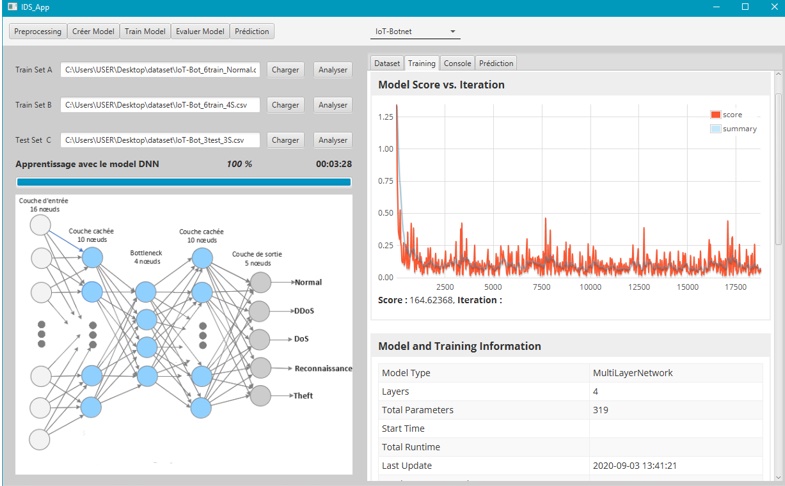 IDS_App
Preprocessing Créer Model Train Model Evaluer Model Prédiction
IoT-Botnet
Train Set A C:\Users\USER\Desktop\dataset\IoT-Bot_6train_Normal.c Charger Analyser
Train Set B C:\Users\USER\Desktop\dataset\IoT-Bot_6train_4S.csv Charger Analyser
Test Set C C:\Users\USER\Desktop\dataset\IoT-Bot_3test_3S.csv Charger Analyser
Apprentissage avec le model DNN 100 % 00:03:28
Couche d'entrée
16 nœuds
Couche cachée
10 nœuds
Bottleneck
4 nœuds
Couche cachée
10 nœuds
Couche de sortie
5 nœuds
Normal
DDoS
DoS
Reconnaissance
Theft
Dataset Training Console Prédiction
Model Score vs. Iteration
score
summary
1.25
1.00
0.75
0.50
0.25
0.00
2500 5000 7500 10000 12500 15000 17500
Score : 164.62368, Iteration :
Model and Training Information
Model Type MultiLayerNetwork
Layers 4
Total Parameters 319
Start Time
Total Runtime
Last Update 2020-09-03 13:41:21